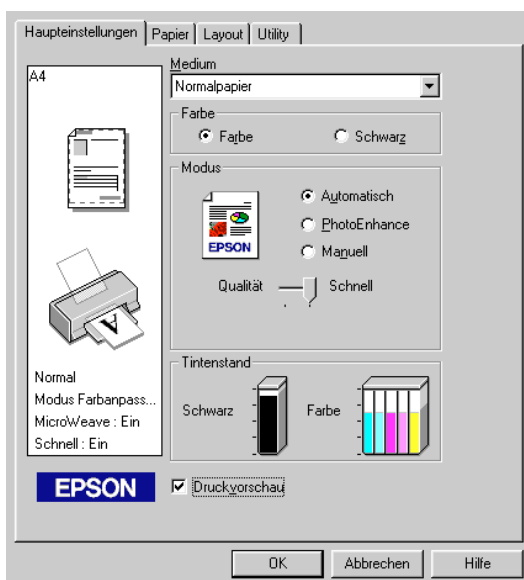 Haupteinstellungen Papier Layout Utility
A4
Medium
Normalpapier
Farbe
Farbe Schwarz
Modus
EPSON
Automatisch
PhotoEnhance
Manuell
Qualität Schnell
A
Normal
Modus Farbanpass...
MicroWeave : Ein
Schnell : Ein
Tintenstand
Schwarz Farbe
EPSON
Druckvorschau
OK Abbrechen Hilfe